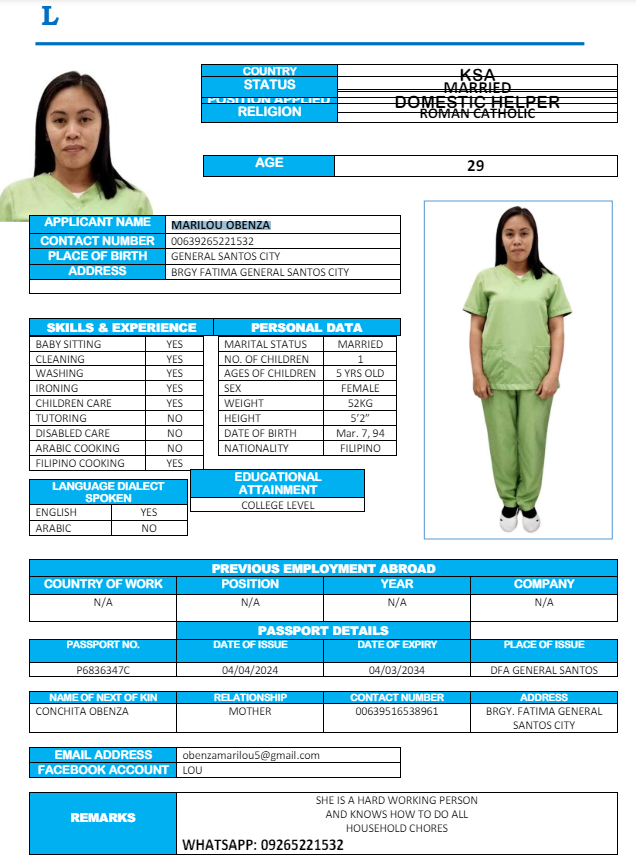 L
COUNTRY KSA
STATUS MARRIED
POSITION APPLIED DOMESTIC HELPER
RELIGION ROMAN CATHOLIC
AGE 29
APPLICANT NAME MARILOU OBENZA
CONTACT NUMBER 00639265221532
PLACE OF BIRTH GENERAL SANTOS CITY
ADDRESS BRGY FATIMA GENERAL SANTOS CITY
SKILLS & EXPERIENCE PERSONAL DATA
BABY SITTING YES MARITAL STATUS MARRIED
CLEANING YES NO. OF CHILDREN 1
WASHING YES AGES OF CHILDREN 5 YRS OLD
IRONING YES SEX FEMALE
CHILDREN CARE YES WEIGHT 52KG
TUTORING NO HEIGHT 5’2”
DISABLED CARE NO DATE OF BIRTH Mar. 7, 94
ARABIC COOKING NO NATIONALITY FILIPINO
FILIPINO COOKING YES
LANGUAGE DIALECT
SPOKEN
ENGLISH YES
ARABIC NO
EDUCATIONAL
ATTAINMENT
COLLEGE LEVEL
PREVIOUS EMPLOYMENT ABROAD
COUNTRY OF WORK POSITION YEAR COMPANY
N/A N/A N/A N/A
PASSPORT DETAILS
PASSPORT NO. DATE OF ISSUE DATE OF EXPIRY PLACE OF ISSUE
P6836347C 04/04/2024 04/03/2034 DFA GENERAL SANTOS
NAME OF NEXT OF KIN RELATIONSHIP CONTACT NUMBER ADDRESS
CONCHITA OBENZA MOTHER 00639516538961 BRGY. FATIMA GENERAL
SANTOS CITY
EMAIL ADDRESS obenzamarilou5@gmail.com
FACEBOOK ACCOUNT LOU
REMARKS
SHE IS A HARD WORKING PERSON
AND KNOWS HOW TO DO ALL
HOUSEHOLD CHORES
WHATSAPP: 09265221532